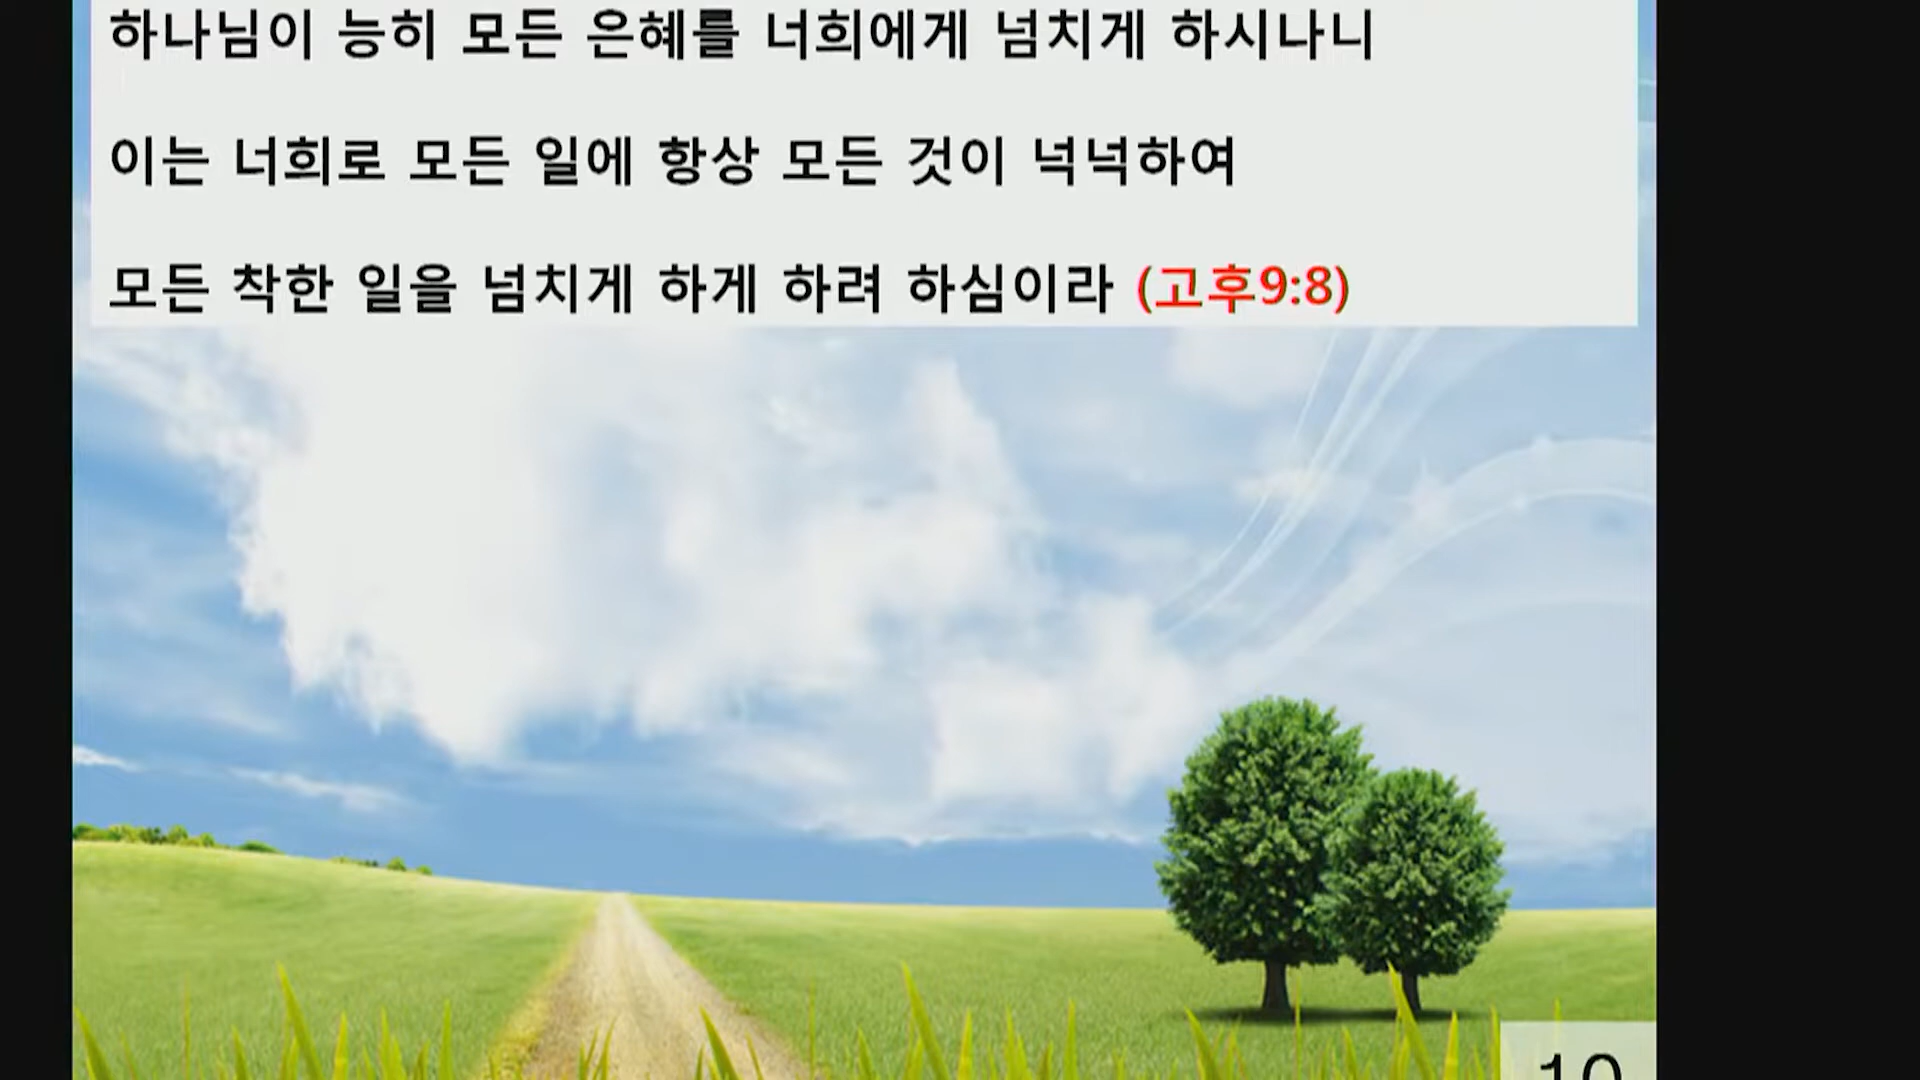 하나님이 능히 모든 은혜를 너희에게 넘치게 하시나니
이는 너희로 모든 일에 항상 모든 것이 넉넉하여
모든 착한 일을 넘치게 하게 하려 하심이라 (고후9:8)